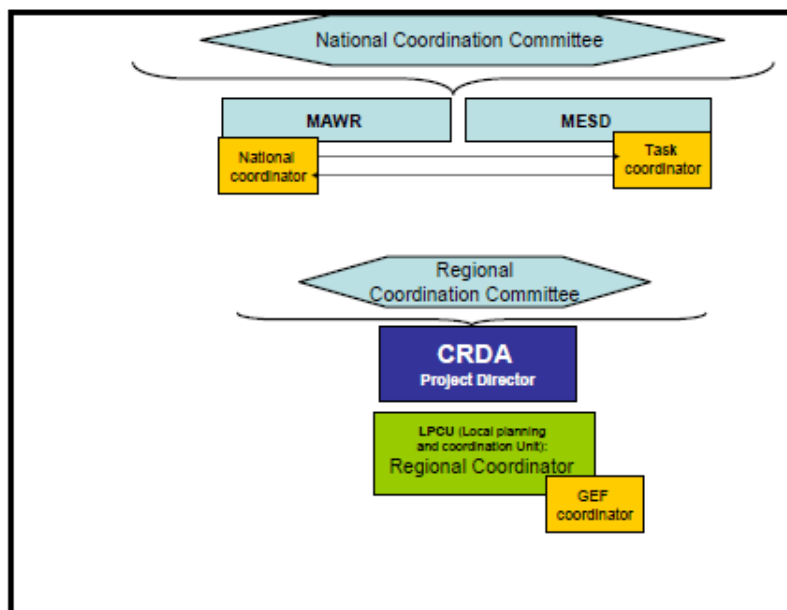 National Coordination Committee
MAWR
MESD
National
coordinator
Task
coordinator
Regional
Coordination Committee
CRDA
Project Director
LPCU (Local planning
and coordination Unit):
Regional Coordinator
GEF
coordinator